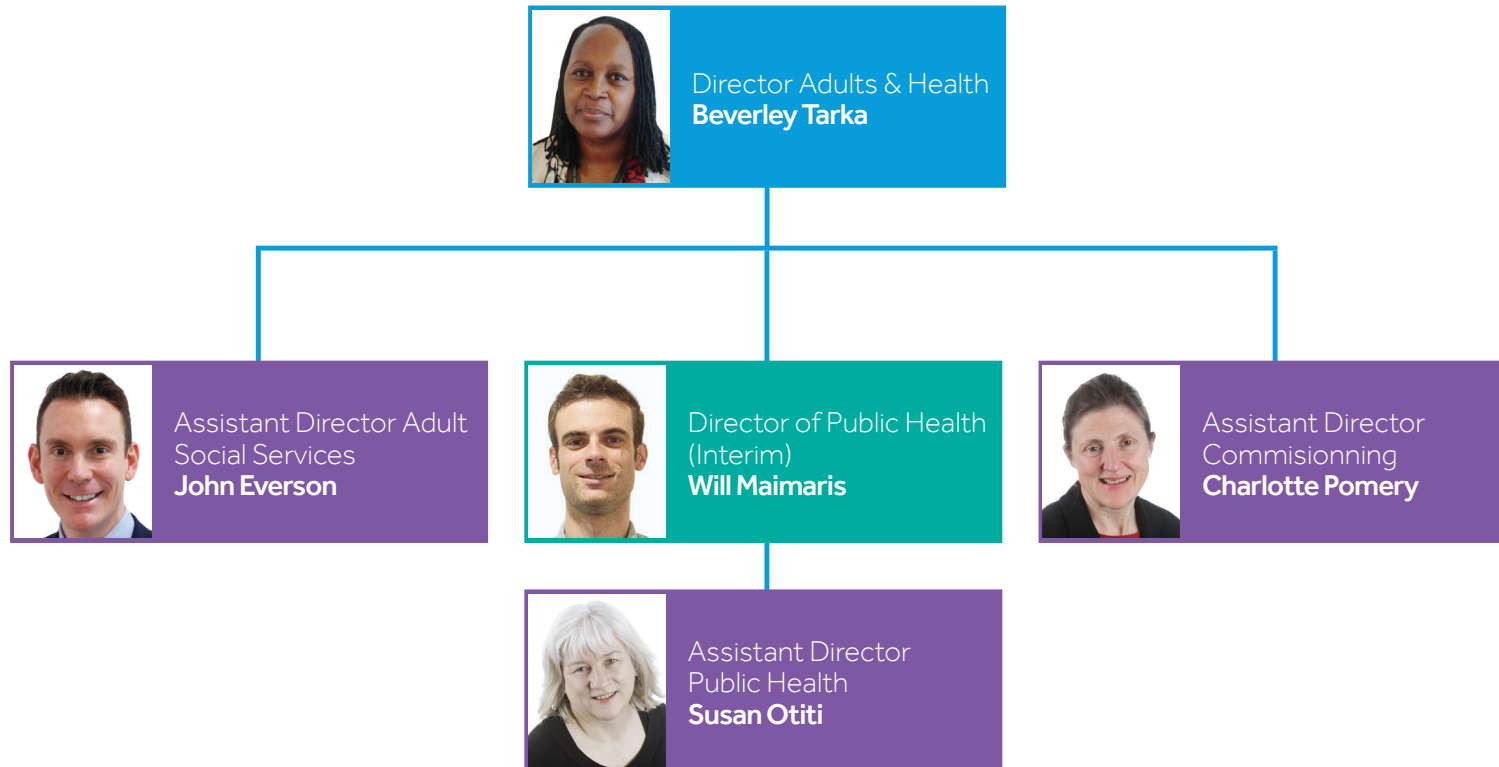 Director Adults & Health
Beverley Tarka
Assistant Director Adult
Social Services
John Everson
Director of Public Health
(Interim)
Will Maimaris
Assistant Director
Commisionning
Charlotte Pomery
Assistant Director
Public Health
Susan Otiti